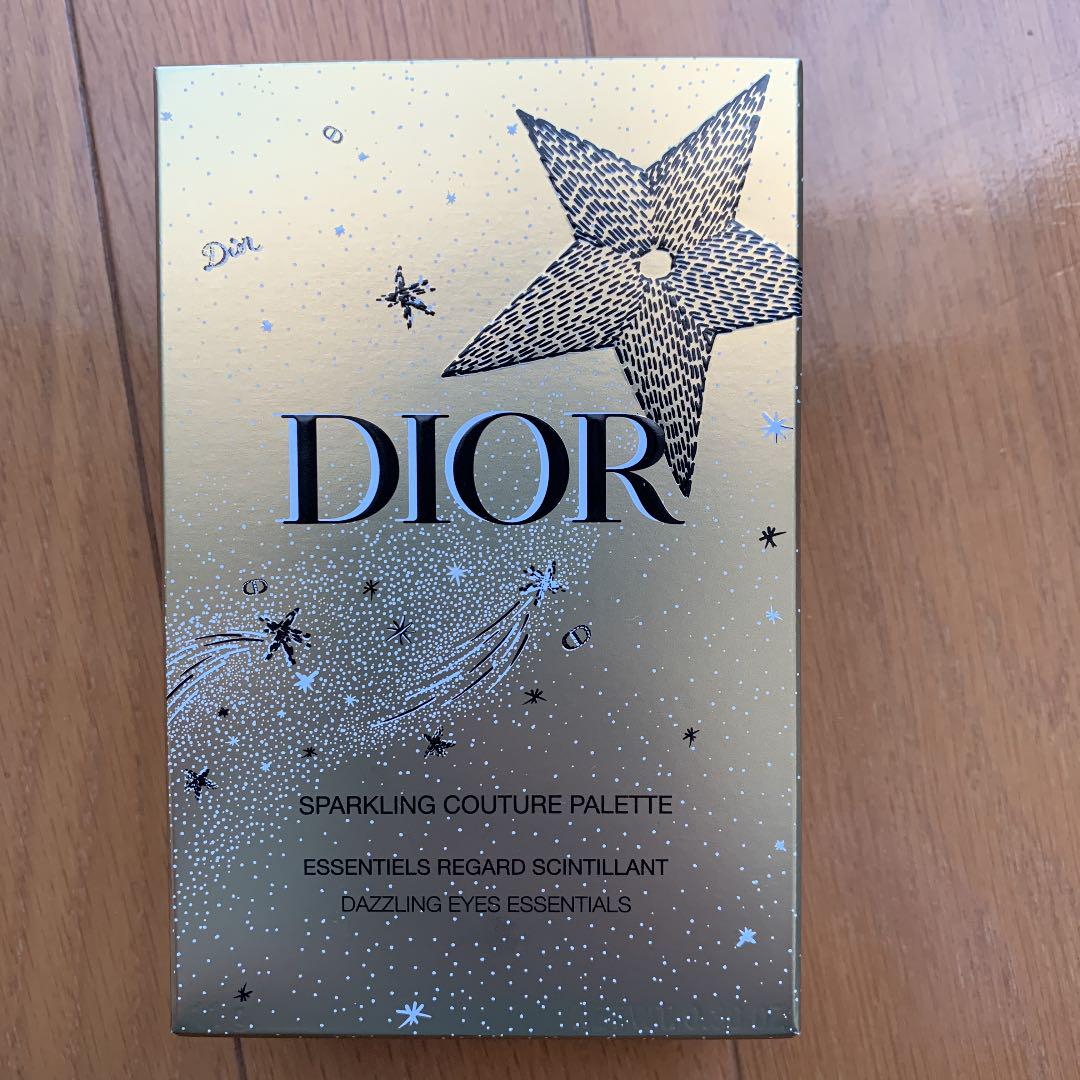 Dior
DIOR
SPARKLING COUTURE PALETTE
ESSENTIELS REGARD SCINTILLANT
DAZZLING EYES ESSENTIALS